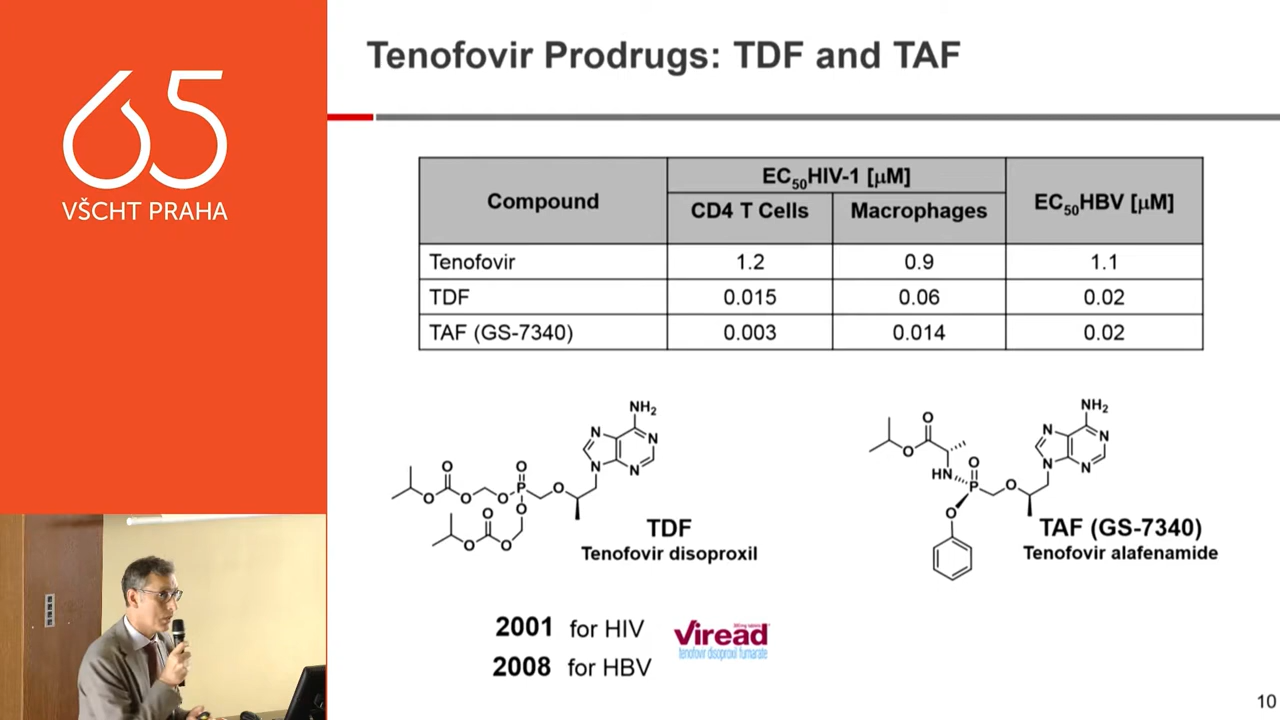 65
VŠCHT PRAHA
Tenofovir Prodrugs: TDF and TAF
Compound
EC50HIV-1 [µM]
EC50HBV [µM]
CD4 T Cells
Macrophages
Tenofovir 1.2 0.9 1.1
TDF 0.015 0.06 0.02
TAF (GS-7340) 0.003 0.014 0.02
NH2
N
N
N
N
O
O
O
O
O
P
O
O
O
O
O
TDF
Tenofovir disoproxil
NH2
N
N
N
N
O
O
HN
O
P
O
O
TAF (GS-7340)
Tenofovir alafenamide
2001 for HIV
2008 for HBV
Viread
tenofovir disoproxil fumarate
10